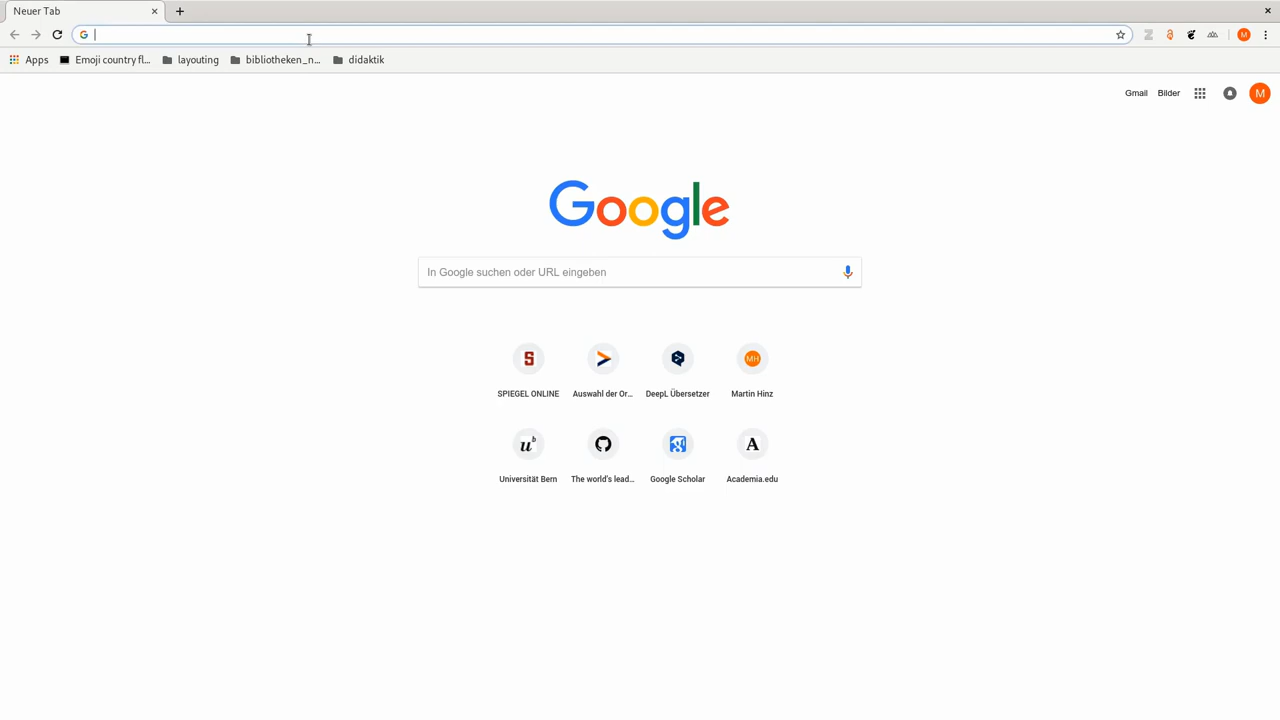 Neuer Tab
Apps Emoji country fl... layouting bibliotheken_n... didaktik
Gmail Bilder M
Google
In Google suchen oder URL eingeben
S > MH
SPIEGEL ONLINE Auswahl der Or... DeepL Übersetzer Martin Hinz
u^b A
Universität Bern The world's lead... Google Scholar Academia.edu